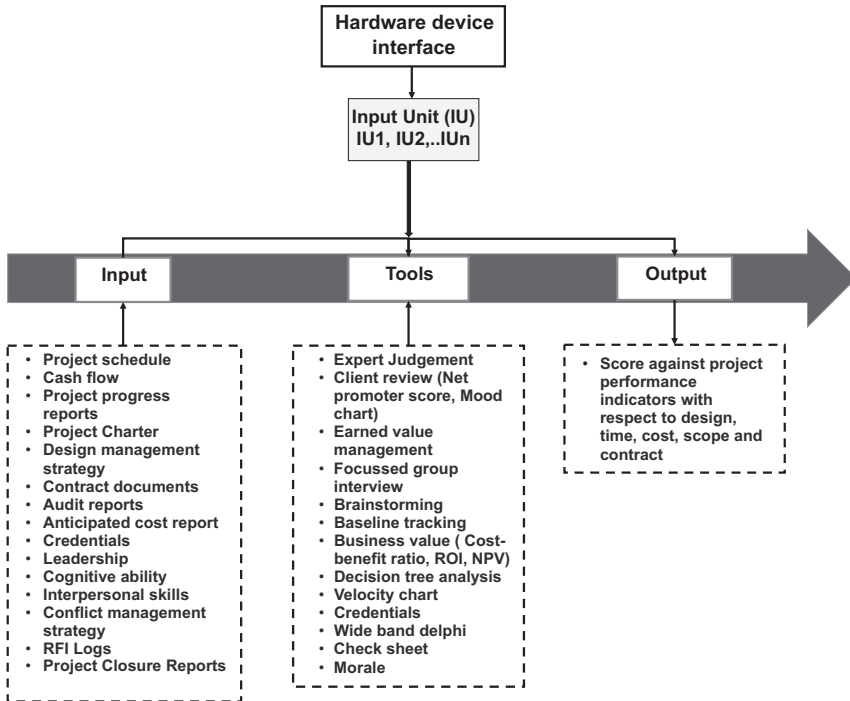 Hardware device
interface
Input Unit (IU)
IU1, IU2,..IUn
Input
Tools
Output
• Project schedule
• Cash flow
• Project progress
reports
• Project Charter
• Design management
strategy
• Contract documents
• Audit reports
• Anticipated cost report
• Credentials
• Leadership
• Cognitive ability
• Interpersonal skills
• Conflict management
strategy
• RFI Logs
• Project Closure Reports
• Expert Judgement
• Client review (Net
promoter score, Mood
chart)
• Earned value
management
• Focussed group
interview
• Brainstorming
• Baseline tracking
• Business value ( Cost-
benefit ratio, ROI, NPV)
• Decision tree analysis
• Velocity chart
• Credentials
• Wide band delphi
• Check sheet
• Morale
• Score against project
performance
indicators with
respect to design,
time, cost, scope and
contract